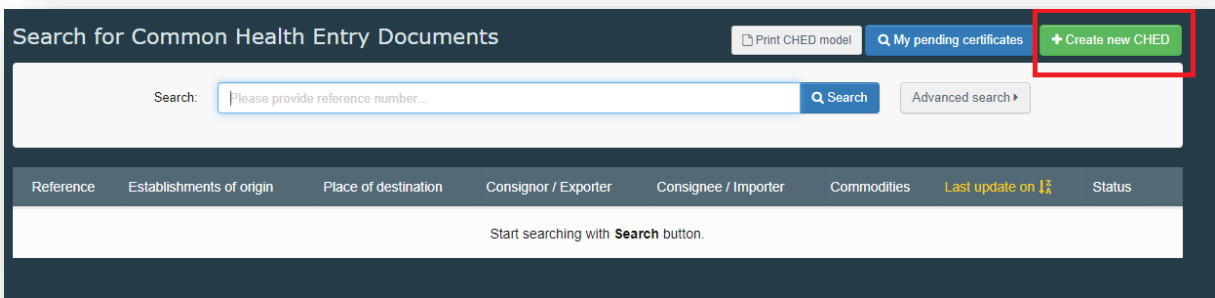 Search for Common Health Entry Documents
Print CHED model
My pending certificates
Create new CHED
Search:
Please provide reference number...
Search
Advanced search
Reference Establishments of origin Place of destination Consignor / Exporter Consignee / Importer Commodities Last update on Status
Start searching with Search button.